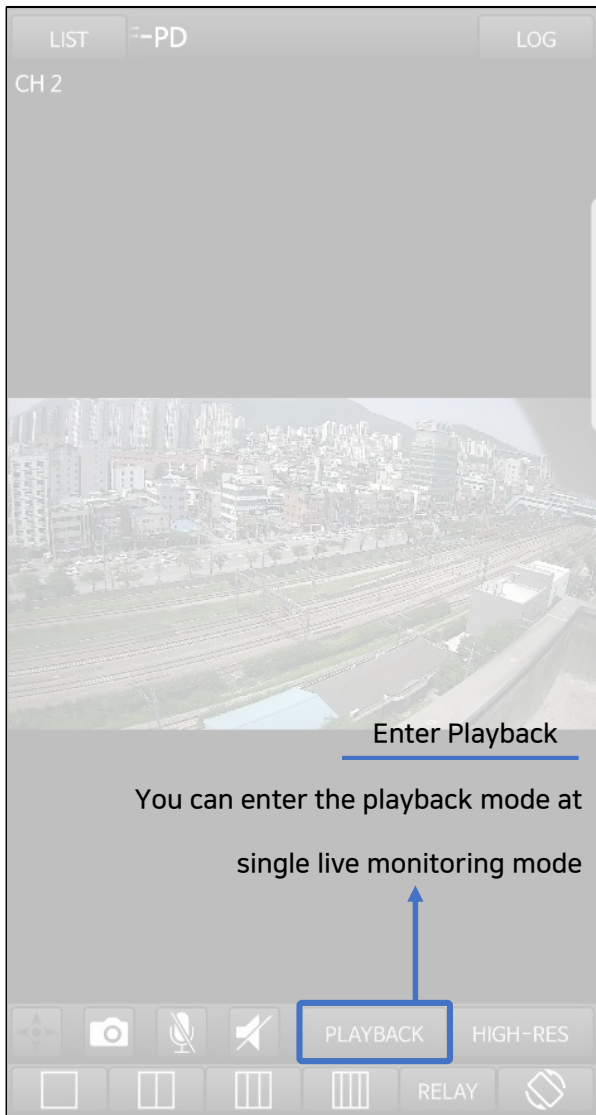 LIST
-PD
LOG
CH 2
Enter Playback
You can enter the playback mode at
single live monitoring mode
PLAYBACK
HIGH-RES
RELAY